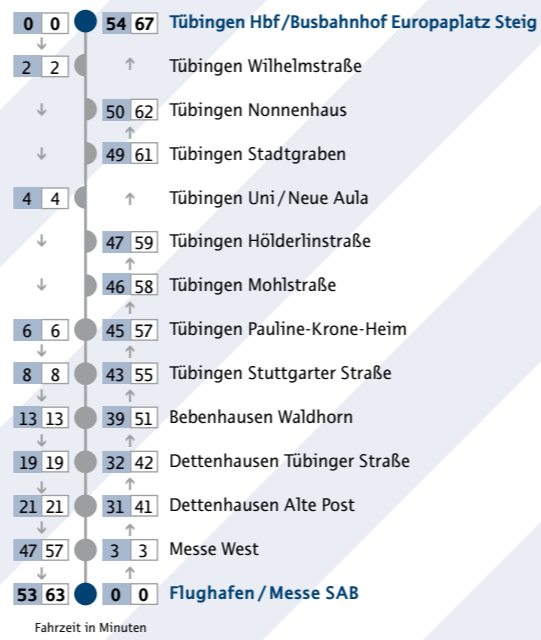 0 0 54 67 Tübingen Hbf/Busbahnhof Europaplatz Steig
2 2 Tübingen Wilhelmstraße
50 62 Tübingen Nonnenhaus
49 61 Tübingen Stadtgraben
4 4 Tübingen Uni/Neue Aula
47 59 Tübingen Hölderlinstraße
46 58 Tübingen Mohlstraße
6 6 45 57 Tübingen Pauline-Krone-Heim
8 8 43 55 Tübingen Stuttgarter Straße
13 13 39 51 Bebenhausen Waldhorn
19 19 32 42 Dettenhausen Tübinger Straße
21 21 31 41 Dettenhausen Alte Post
47 57 3 3 Messe West
53 63 0 0 Flughafen/Messe SAB
Fahrzeit in Minuten